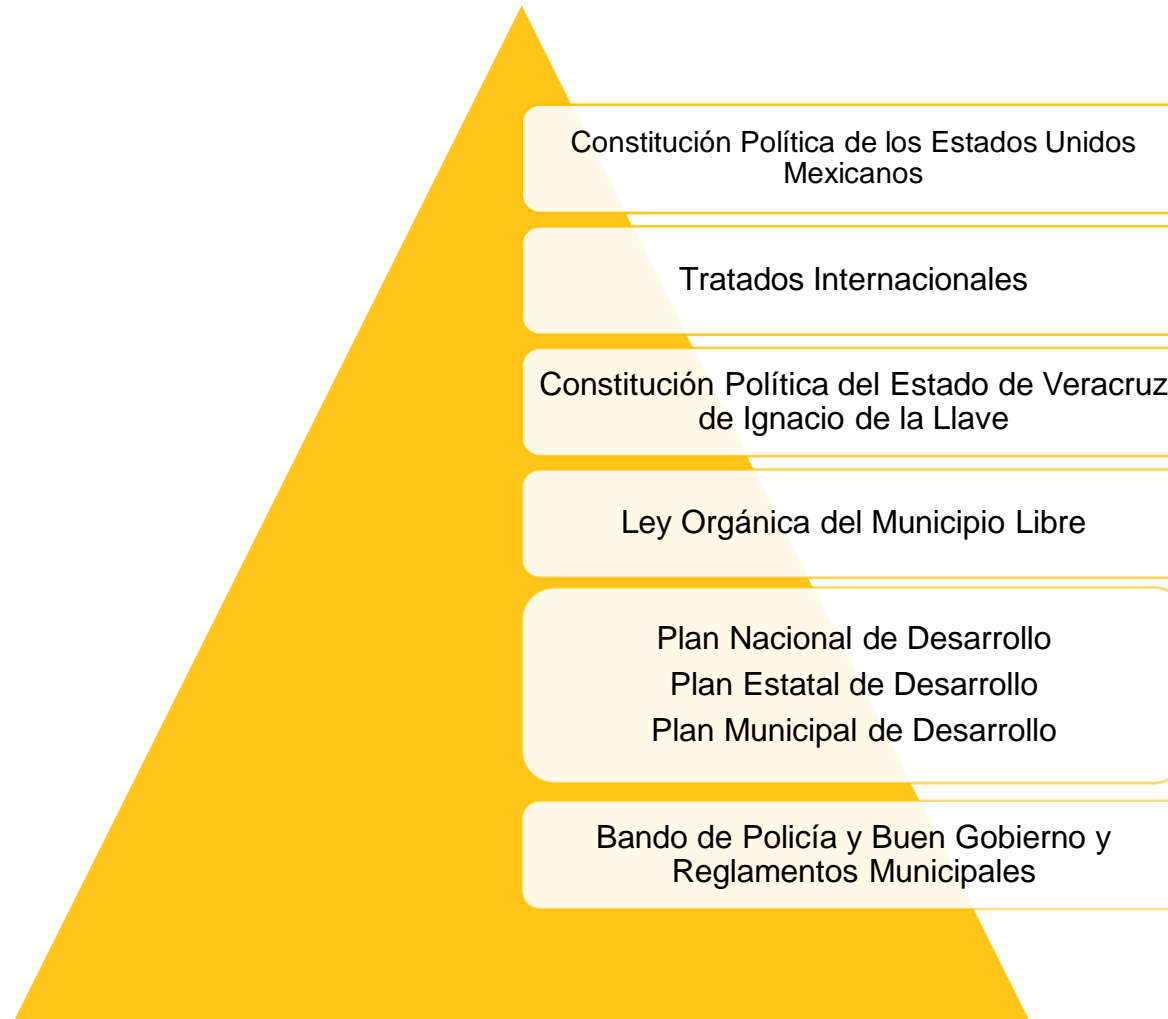 Constitución Política de los Estados Unidos
Mexicanos
Tratados Internacionales
Constitución Política del Estado de Veracruz
de Ignacio de la Llave
Ley Orgánica del Municipio Libre
Plan Nacional de Desarrollo
Plan Estatal de Desarrollo
Plan Municipal de Desarrollo
Bando de Policía y Buen Gobierno y
Reglamentos Municipales